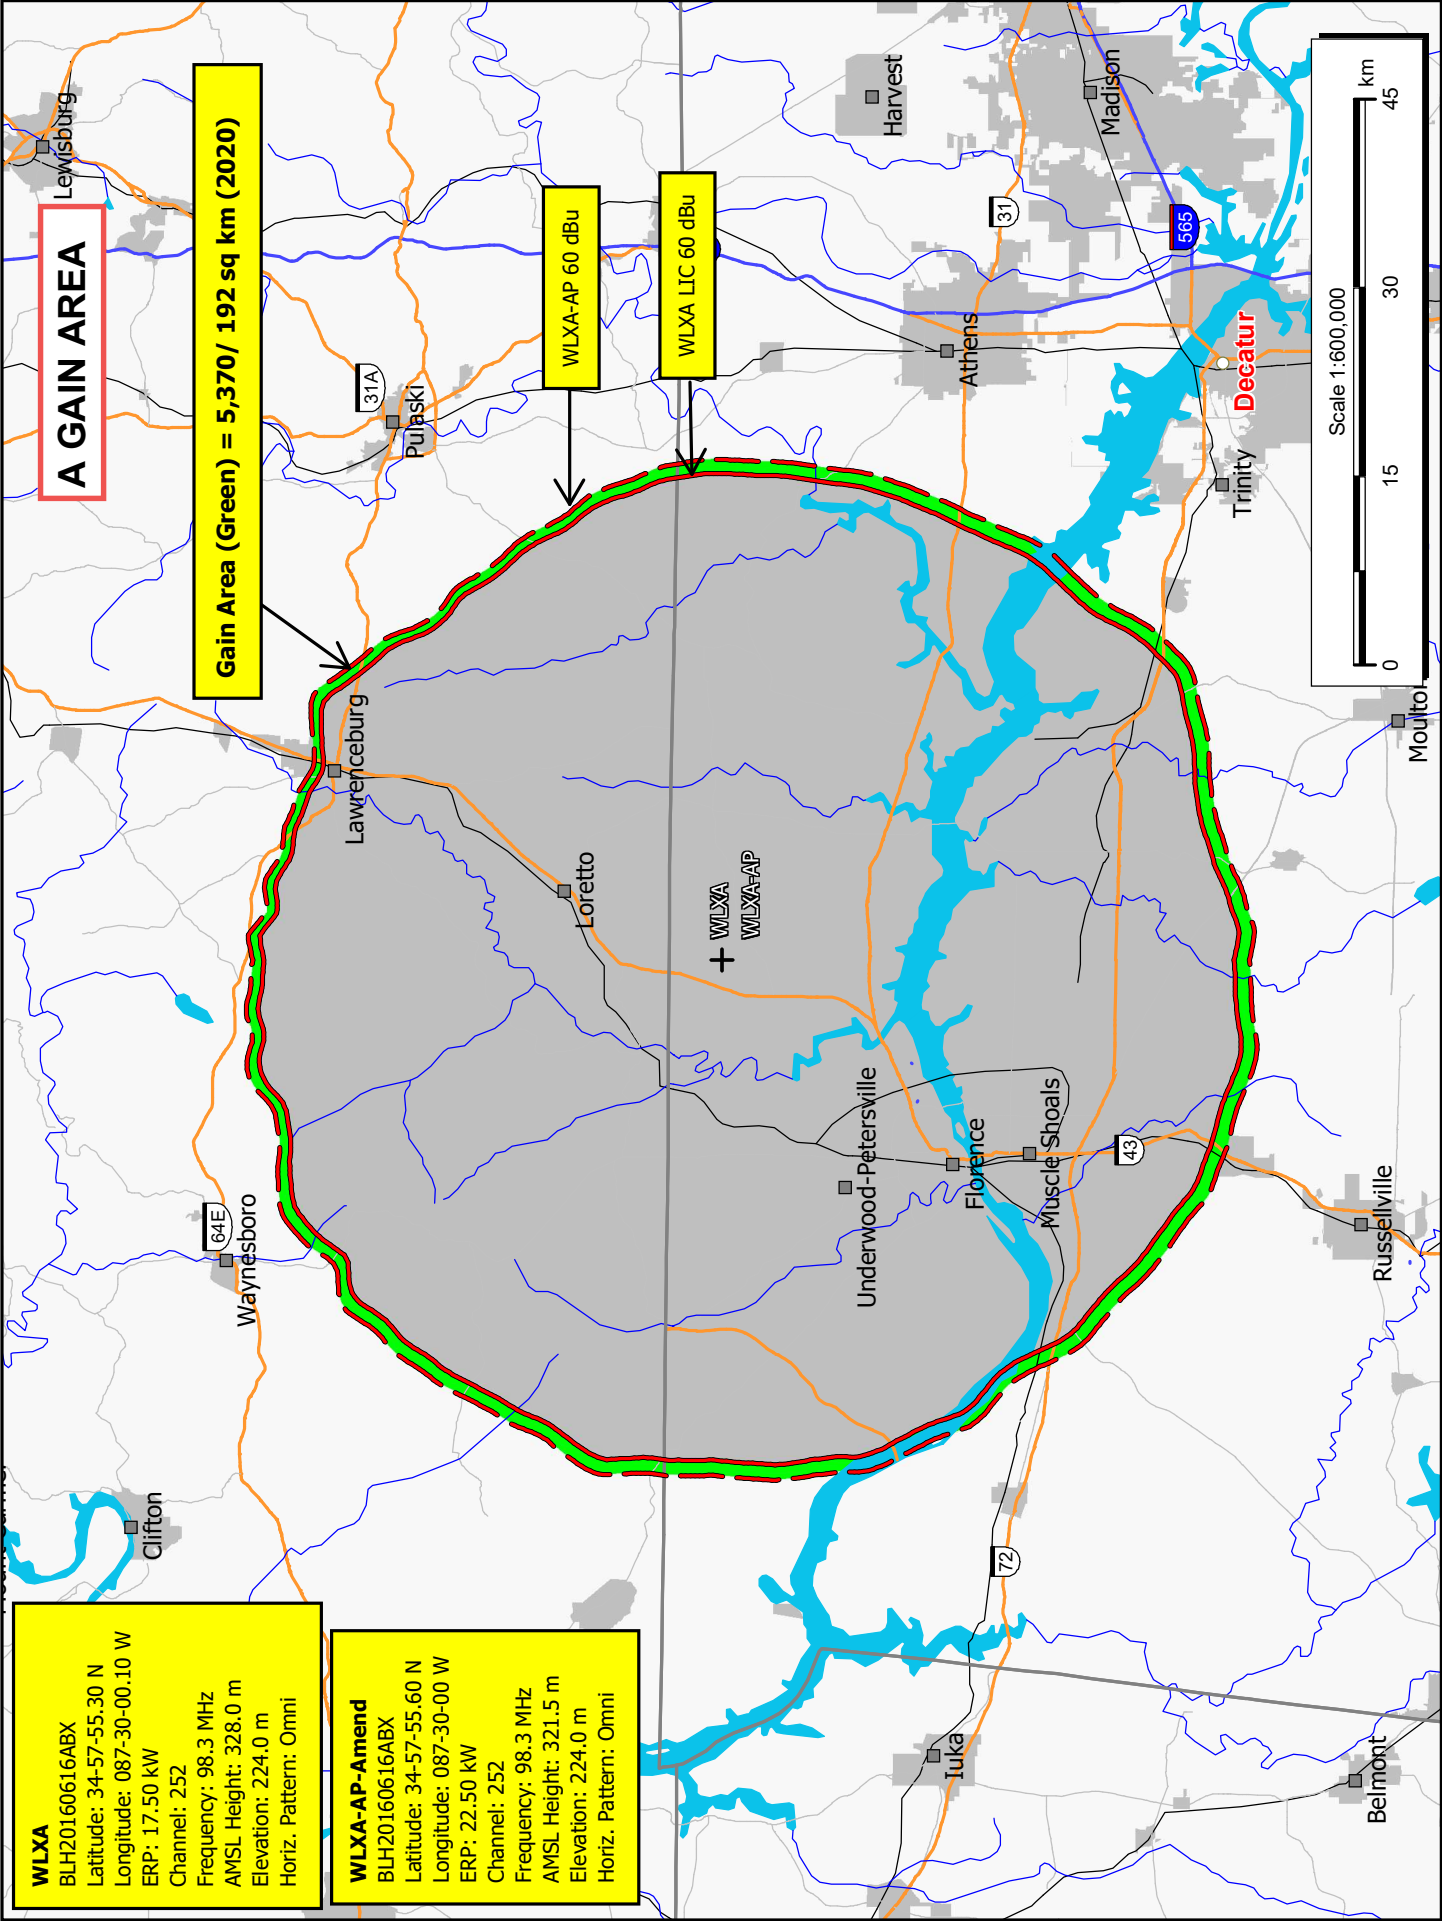 A GAIN AREA
Gain Area (Green) = 5,370/ 192 sq km (2020)
WLXA-AP 60 dBu
WLXA LIC 60 dBu
WLXA
BLH20160616ABX
Latitude: 34-57-55.30 N
Longitude: 087-30-00.10 W
ERP: 17.50 kW
Channel: 252
Frequency: 98.3 MHz
AMSL Height: 328.0 m
Elevation: 224.0 m
Horiz. Pattern: Omni
WLXA-AP-Amend
BLH20160616ABX
Latitude: 34-57-55.60 N
Longitude: 087-30-00 W
ERP: 22.50 kW
Channel: 252
Frequency: 98.3 MHz
AMSL Height: 321.5 m
Elevation: 224.0 m
Horiz. Pattern: Omni
Clifton
Waynesboro
64E
Lawrenceburg
Lewisburg
31A
Pulaski
Loretto
WLXA
WLXA-AP
Underwood-Petersville
Florence
Muscle Shoals
43
72
Iuka
Belmont
Russellville
Moulton
Trinity
Decatur
Athens
31
565
Harvest
Madison
Scale 1:600,000
0
15
30
45
km